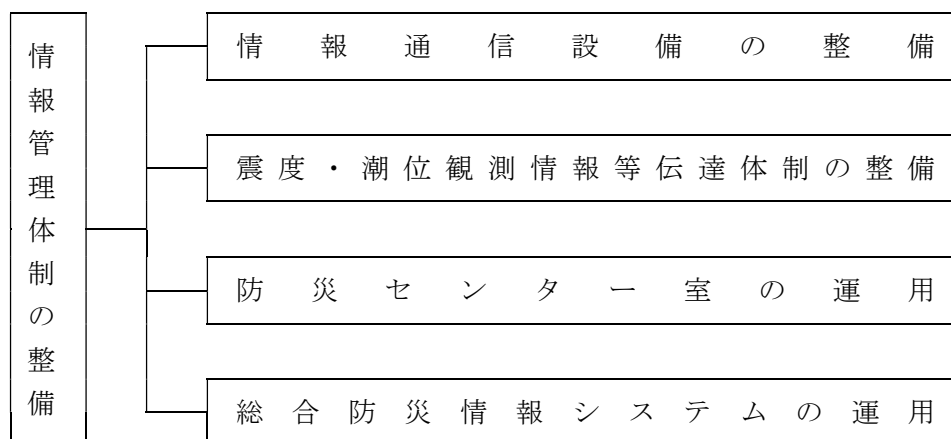 情報管理体制の整備
情報通信設備の整備
震度・潮位観測情報等伝達体制の整備
防災センター室の運用
総合防災情報システムの運用